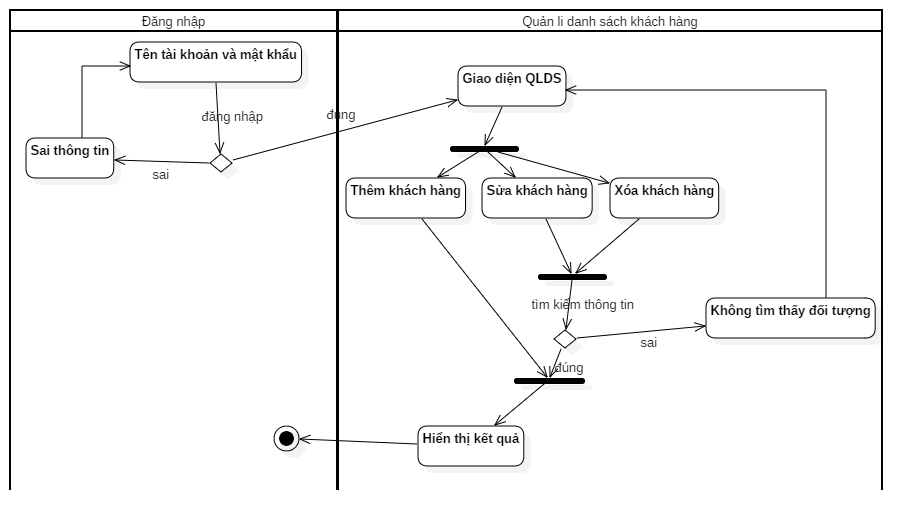 Đăng nhập
Quản lí danh sách khách hàng
Tên tài khoản và mật khẩu
Giao diện QLDS
đăng nhập
đúng
Sai thông tin
sai
Thêm khách hàng
Sửa khách hàng
Xóa khách hàng
tìm kiếm thông tin
Không tìm thấy đối tượng
sai
đúng
Hiển thị kết quả